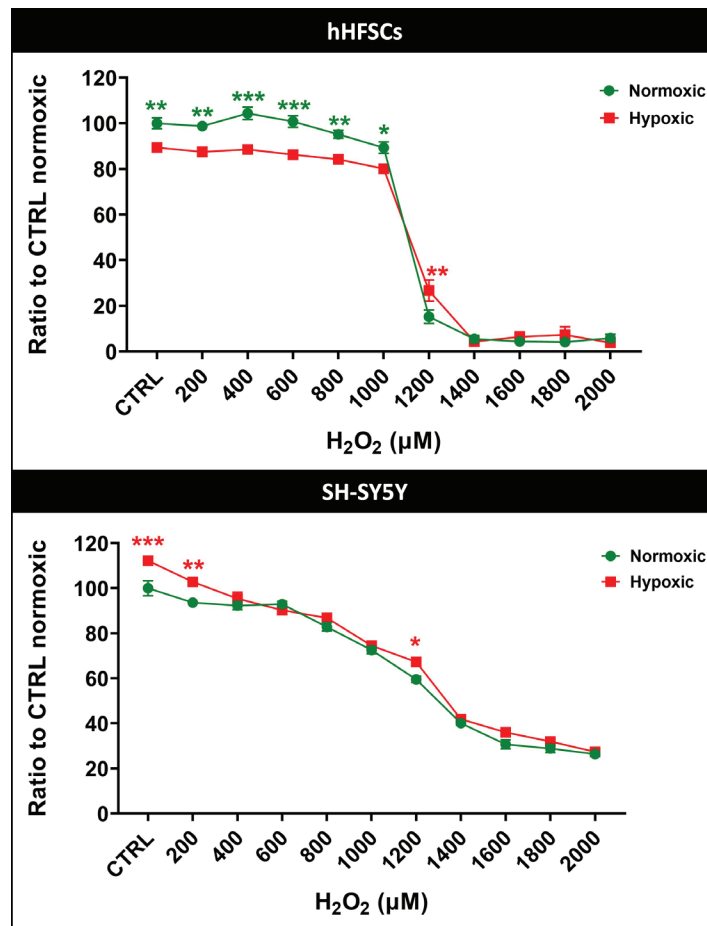 hHFSCs
Ratio to CTRL normoxic
120
100
80
60
40
20
0
** ** *** *** ** * **
Normoxic
Hypoxic
CTRL 200 400 600 800 1000 1200 1400 1600 1800 2000
H₂O₂ (µM)
SH-SY5Y
Ratio to CTRL normoxic
120
100
80
60
40
20
0
*** ** *
Normoxic
Hypoxic
CTRL 200 400 600 800 1000 1200 1400 1600 1800 2000
H₂O₂ (µM)